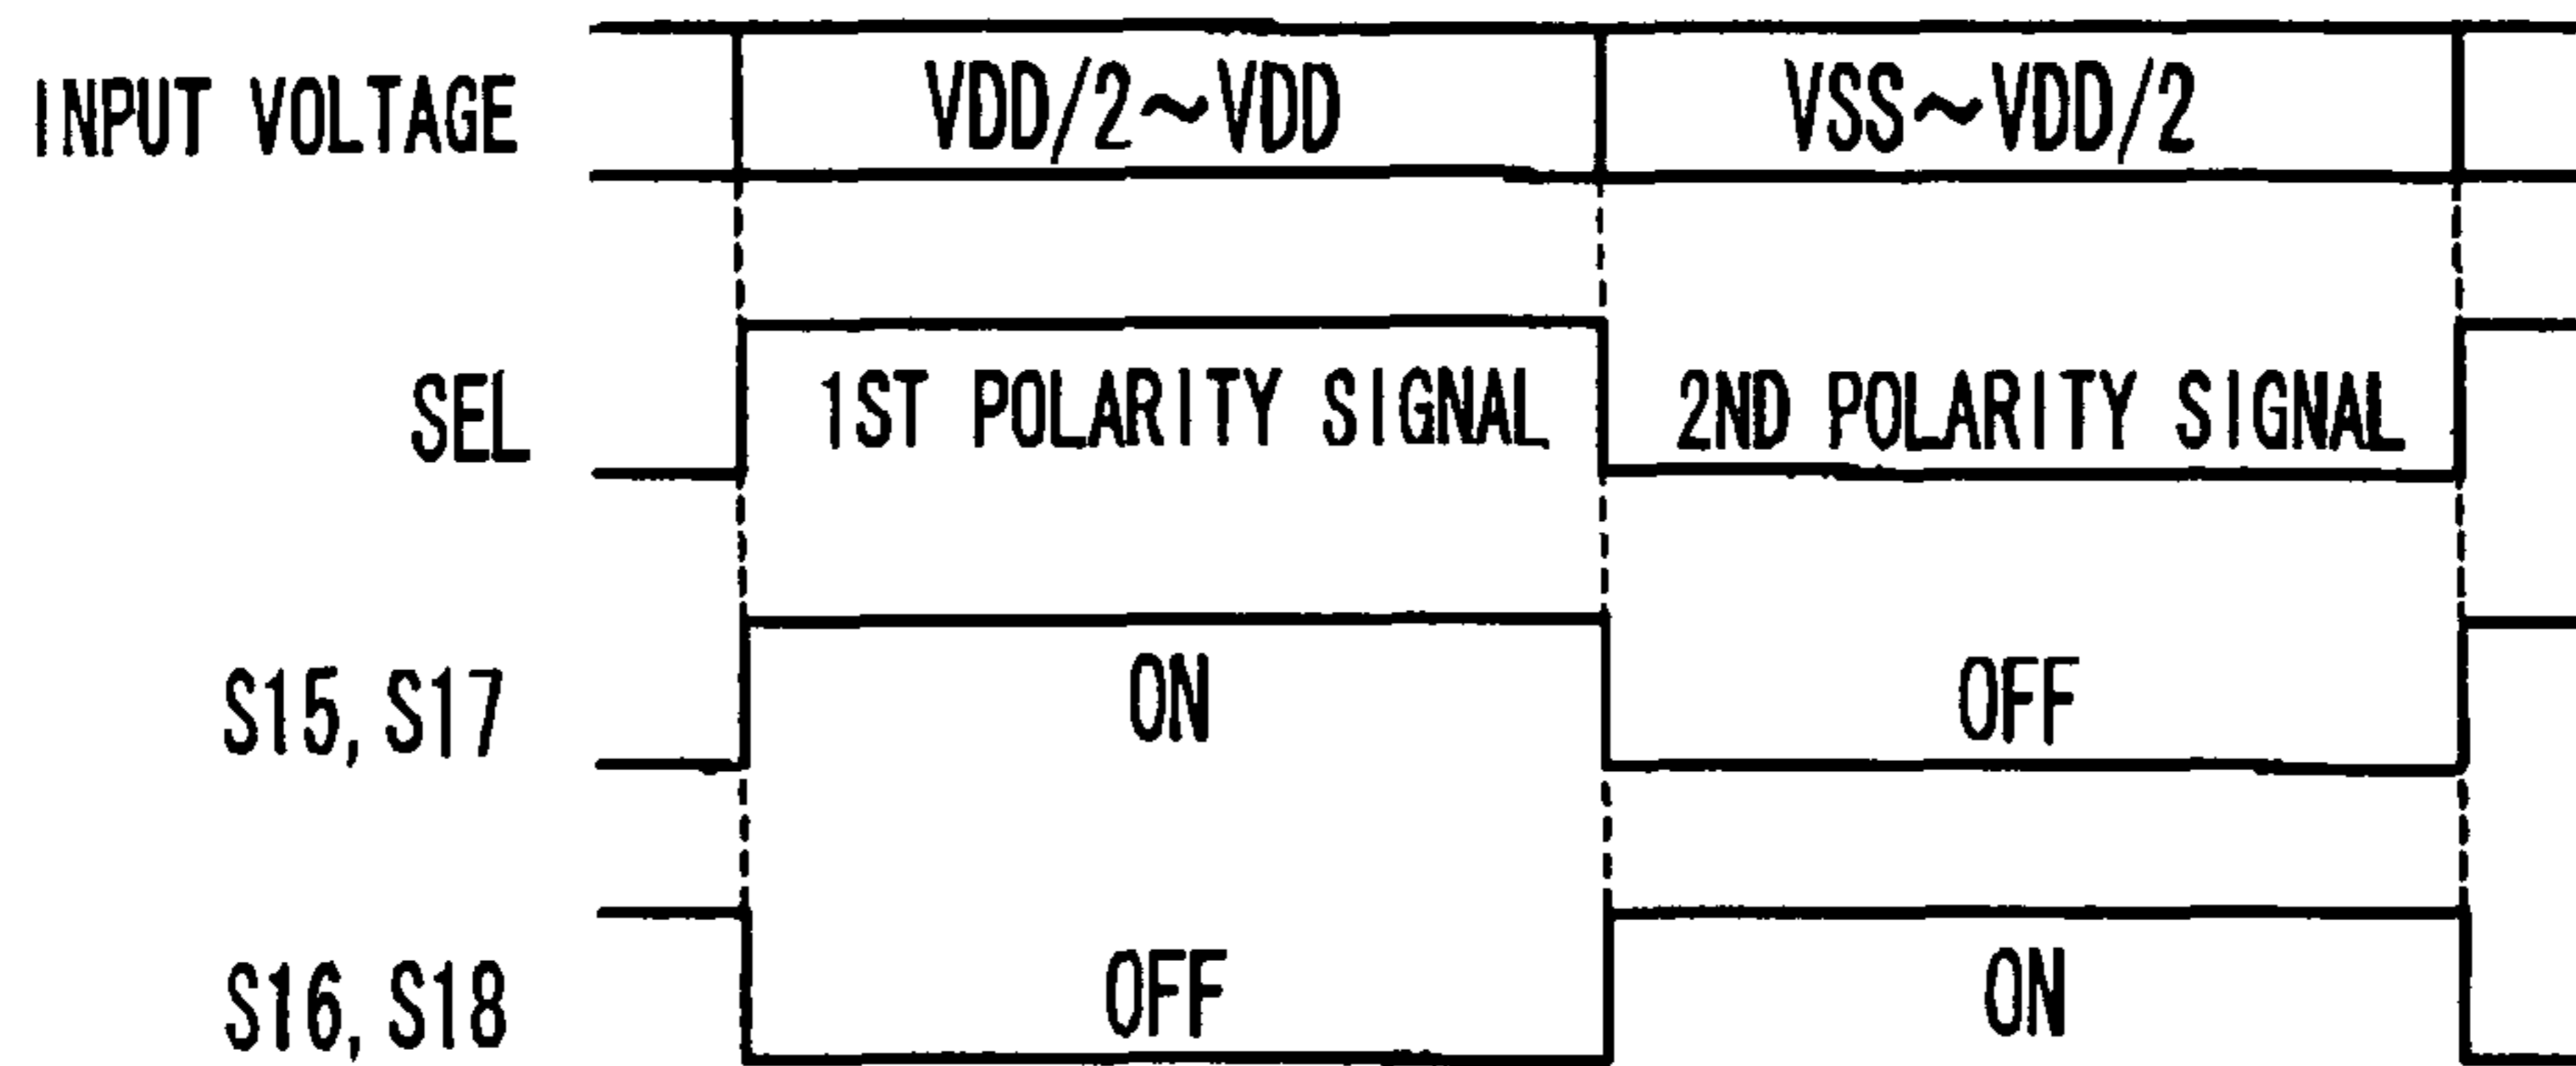 INPUT VOLTAGE VDD/2~VDD VSS~VDD/2
SEL 1ST POLARITY SIGNAL 2ND POLARITY SIGNAL
S15, S17 ON OFF
S16, S18 OFF ON